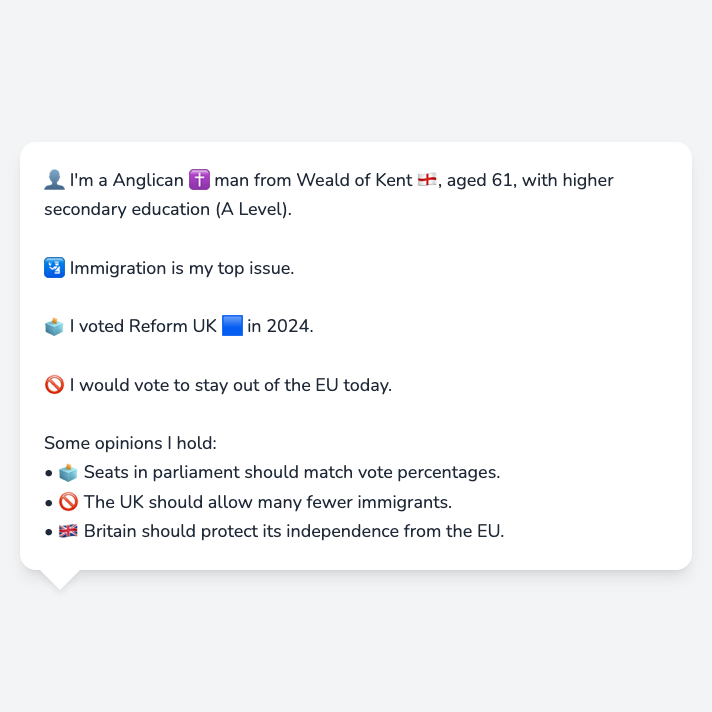 👤 I'm a Anglican ✝️ man from Weald of Kent 🏴󠁧󠁢󠁥󠁮󠁧󠁿, aged 61, with higher
secondary education (A Level).
🛂 Immigration is my top issue.
🗳️ I voted Reform UK 🟦 in 2024.
🚫 I would vote to stay out of the EU today.
Some opinions I hold:
• 🗳️ Seats in parliament should match vote percentages.
• 🚫 The UK should allow many fewer immigrants.
• 🇬🇧 Britain should protect its independence from the EU.